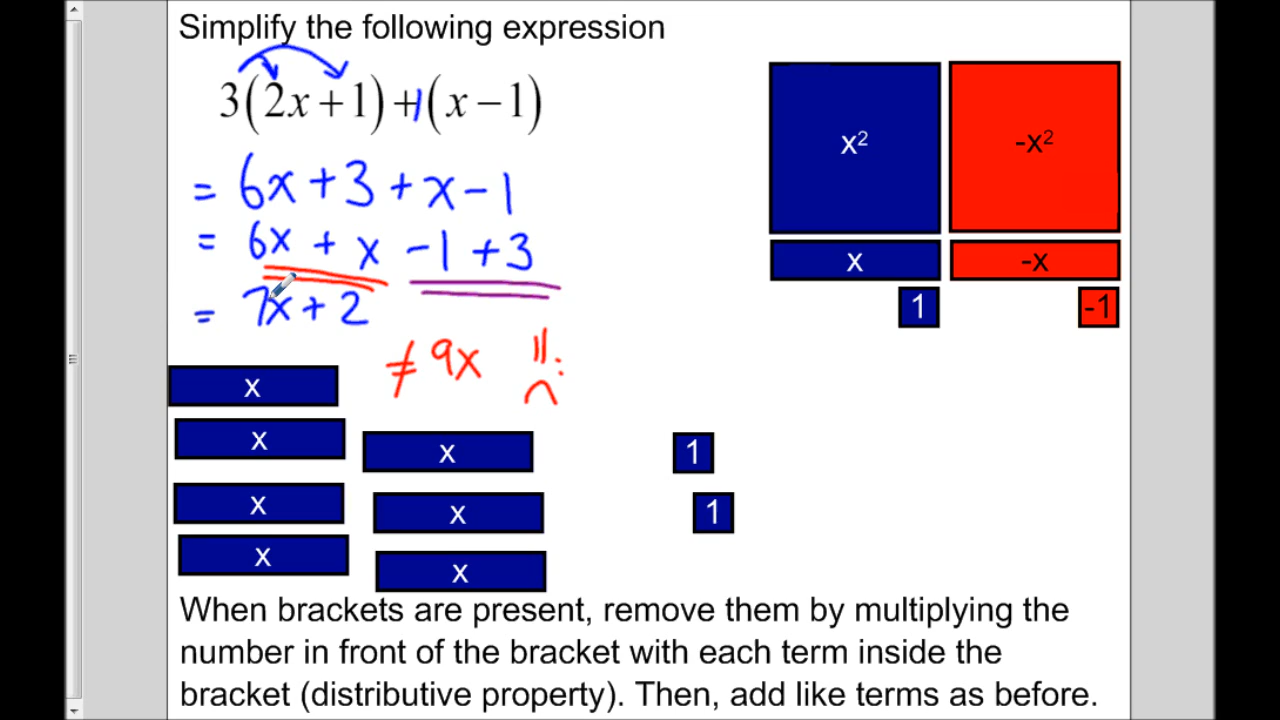 Simplify the following expression
3(2x+1)+1(x−1)
= 6x+3+x−1
= 6x + x −1 +3
= 7x+2
≠ 9x
x² -x²
x -x
1 -1
x
x x
x x
x x
1
1
When brackets are present, remove them by multiplying the
number in front of the bracket with each term inside the
bracket (distributive property). Then, add like terms as before.